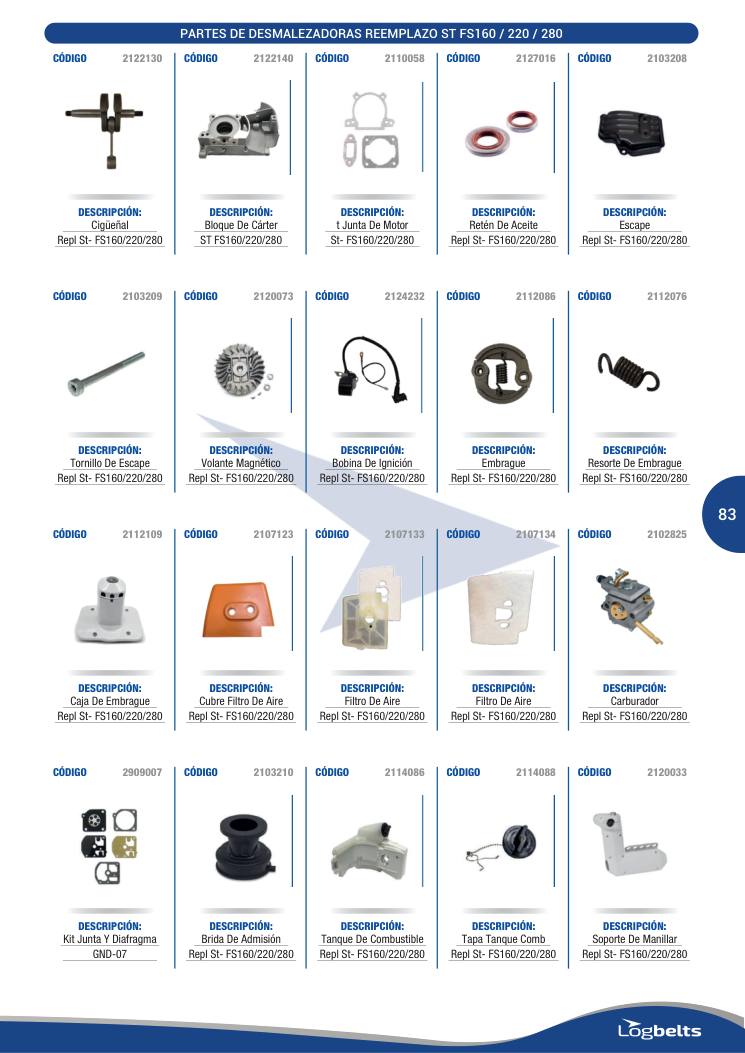 PARTES DE DESMALEZADORAS REEMPLAZO ST FS160 / 220 / 280
CÓDIGO 2122130
DESCRIPCIÓN:
Cigüeñal
Repl St- FS160/220/280
CÓDIGO 2122140
DESCRIPCIÓN:
Bloque De Cárter
ST FS160/220/280
CÓDIGO 2110058
DESCRIPCIÓN:
t Junta De Motor
St- FS160/220/280
CÓDIGO 2127016
DESCRIPCIÓN:
Retén De Aceite
Repl St- FS160/220/280
CÓDIGO 2103208
DESCRIPCIÓN:
Escape
Repl St- FS160/220/280
CÓDIGO 2103209
DESCRIPCIÓN:
Tornillo De Escape
Repl St- FS160/220/280
CÓDIGO 2120073
DESCRIPCIÓN:
Volante Magnético
Repl St- FS160/220/280
CÓDIGO 2124232
DESCRIPCIÓN:
Bobina De Ignición
Repl St- FS160/220/280
CÓDIGO 2112086
DESCRIPCIÓN:
Embrague
Repl St- FS160/220/280
CÓDIGO 2112076
DESCRIPCIÓN:
Resorte De Embrague
Repl St- FS160/220/280
83
CÓDIGO 2112109
DESCRIPCIÓN:
Caja De Embrague
Repl St- FS160/220/280
CÓDIGO 2107123
DESCRIPCIÓN:
Cubre Filtro De Aire
Repl St- FS160/220/280
CÓDIGO 2107133
DESCRIPCIÓN:
Filtro De Aire
Repl St- FS160/220/280
CÓDIGO 2107134
DESCRIPCIÓN:
Filtro De Aire
Repl St- FS160/220/280
CÓDIGO 2102825
DESCRIPCIÓN:
Carburador
Repl St- FS160/220/280
CÓDIGO 2909007
DESCRIPCIÓN:
Kit Junta Y Diafragma
GND-07
CÓDIGO 2103210
DESCRIPCIÓN:
Brida De Admisión
Repl St- FS160/220/280
CÓDIGO 2114086
DESCRIPCIÓN:
Tanque De Combustible
Repl St- FS160/220/280
CÓDIGO 2114088
DESCRIPCIÓN:
Tapa Tanque Comb
Repl St- FS160/220/280
CÓDIGO 2120033
DESCRIPCIÓN:
Soporte De Manillar
Repl St- FS160/220/280
Logbelts